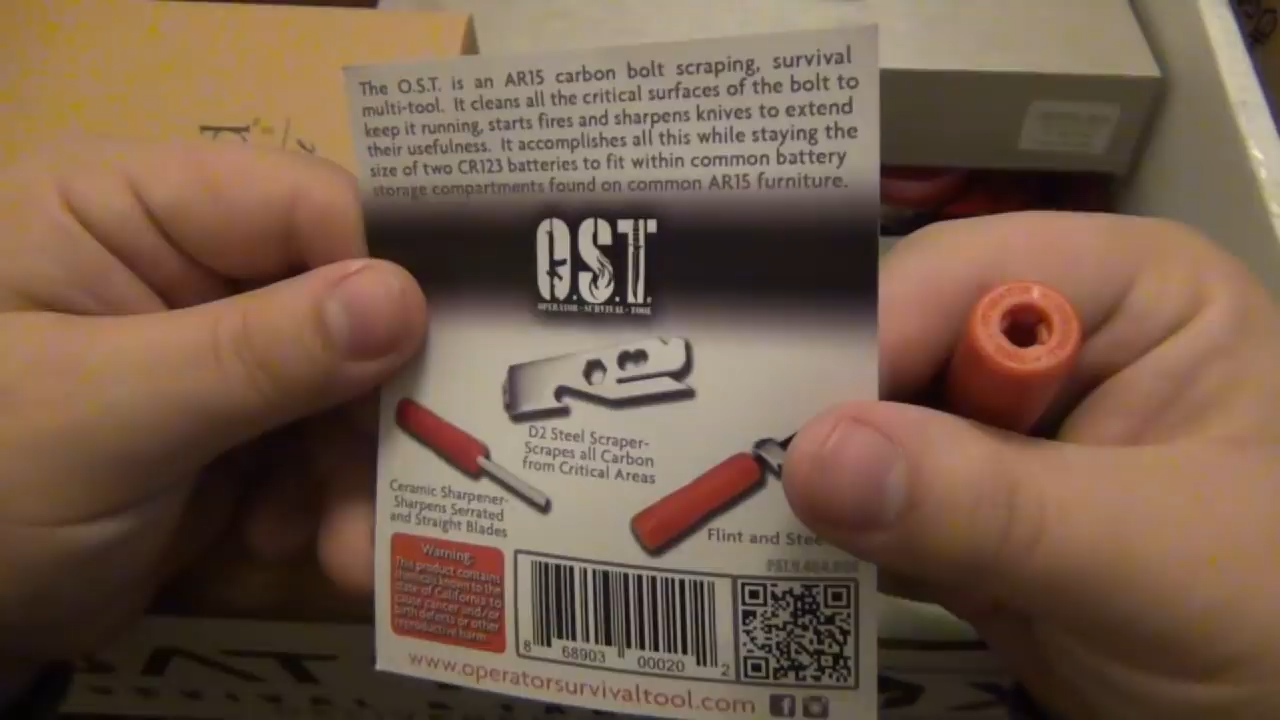 The O.S.T. is an AR15 carbon bolt scraping, survival
multi-tool. It cleans all the critical surfaces of the bolt to
keep it running, starts fires and sharpens knives to extend
their usefulness. It accomplishes all this while staying the
size of two CR123 batteries to fit within common battery
storage compartments found on common AR15 furniture.
O.S.T.
OPERATOR · SURVIVAL · TOOL
D2 Steel Scraper-
Scrapes all Carbon
from Critical Areas
Ceramic Sharpener-
Sharpens Serrated
and Straight Blades
Flint and Stee
Warning:
This product contains
chemicals known to the
state of California to
cause cancer and/or
birth defects or other
reproductive harm.
8 68903 00020 2
www.operatorsurvivaltool.com